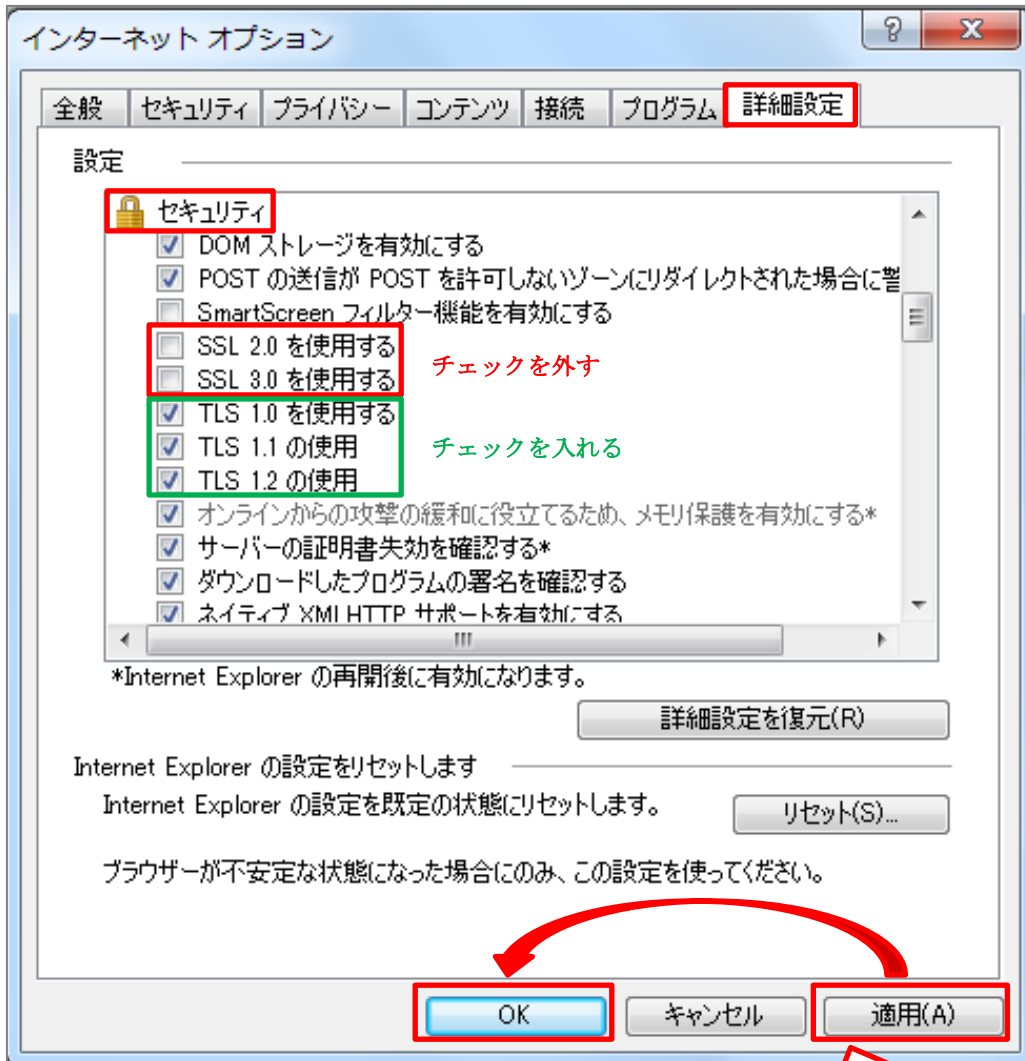 インターネット オプション
全般 セキュリティ プライバシー コンテンツ 接続 プログラム 詳細設定
設定
セキュリティ
DOM ストレージを有効にする
POST の送信が POST を許可しないゾーンにリダイレクトされた場合に警
SmartScreen フィルター機能を有効にする
SSL 2.0 を使用する
SSL 3.0 を使用する
チェックを外す
TLS 1.0 を使用する
TLS 1.1 の使用
TLS 1.2 の使用
チェックを入れる
オンラインからの攻撃の緩和に役立てるため、メモリ保護を有効にする*
サーバーの証明書失効を確認する*
ダウンロードしたプログラムの署名を確認する
ネイティブ XMLHTTP サポートを有効にする
*Internet Explorer の再開後に有効になります。
詳細設定を復元(R)
Internet Explorer の設定をリセットします
Internet Explorer の設定を既定の状態にリセットします。
リセット(S)...
ブラウザーが不安定な状態になった場合にのみ、この設定を使ってください。
OK キャンセル 適用(A)